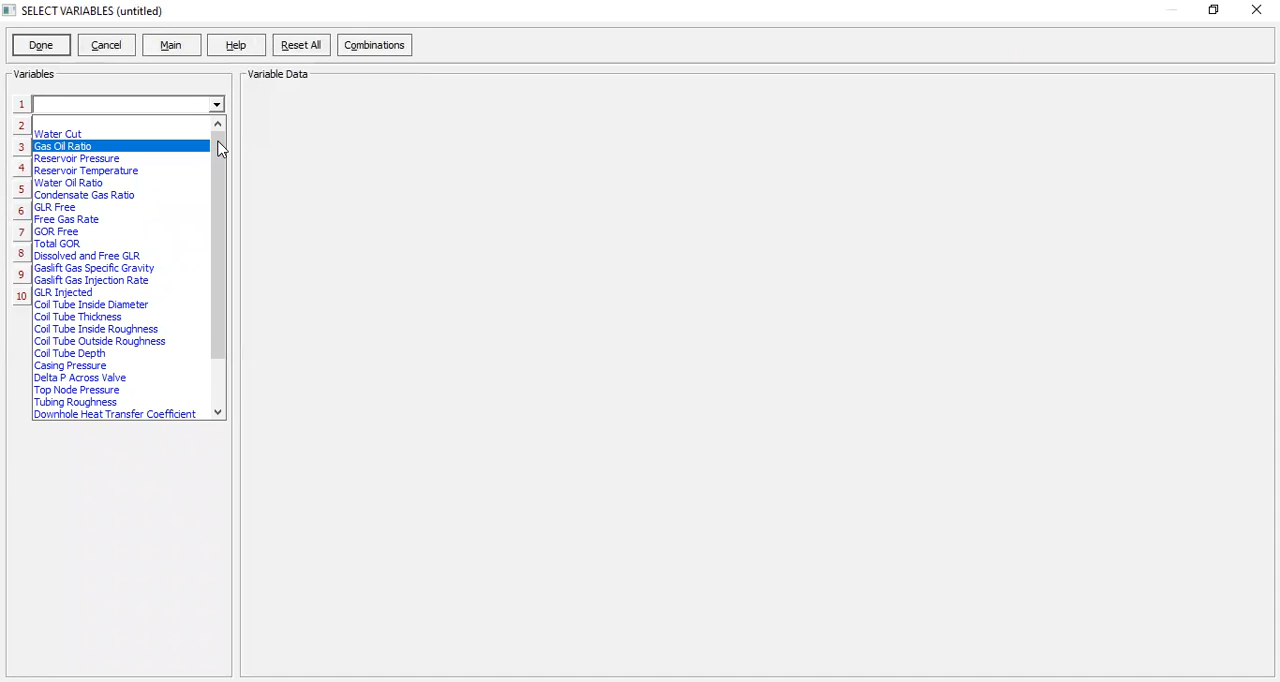 SELECT VARIABLES (untitled)
Done Cancel Main Help Reset All Combinations
Variables
Variable Data
1
2
3
4
5
6
7
8
9
10
Water Cut
Gas Oil Ratio
Reservoir Pressure
Reservoir Temperature
Water Oil Ratio
Condensate Gas Ratio
GLR Free
Free Gas Rate
GOR Free
Total GOR
Dissolved and Free GLR
Gaslift Gas Specific Gravity
Gaslift Gas Injection Rate
GLR Injected
Coil Tube Inside Diameter
Coil Tube Thickness
Coil Tube Inside Roughness
Coil Tube Outside Roughness
Coil Tube Depth
Casing Pressure
Delta P Across Valve
Top Node Pressure
Tubing Roughness
Downhole Heat Transfer Coefficient